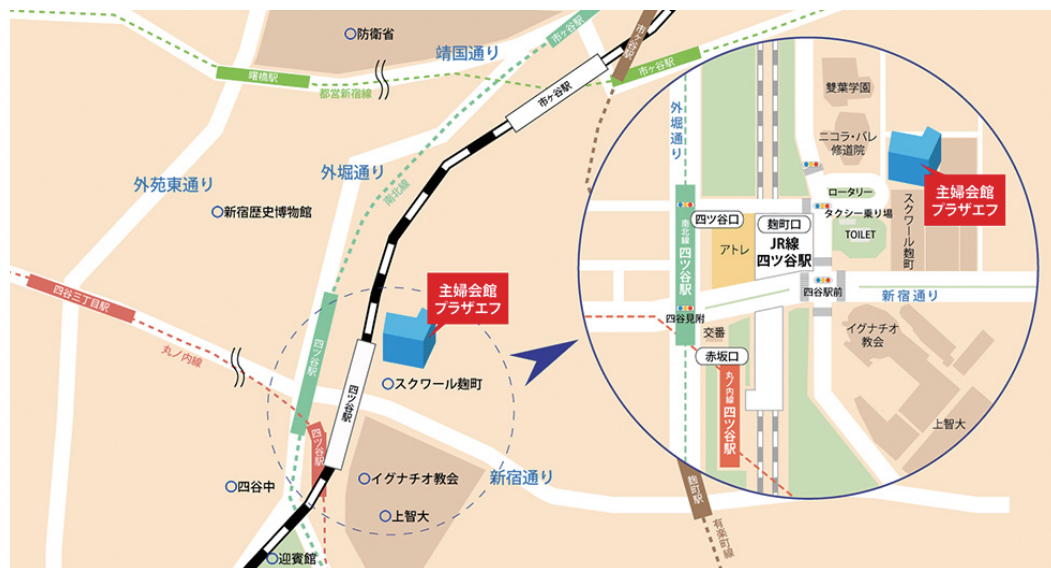 防衛省
靖国通り
市ヶ谷駅
市ヶ谷駅
市ヶ谷駅
市ヶ谷駅
曙橋駅
都営新宿線
外堀通り
外苑東通り
南北線
新宿歴史博物館
四谷三丁目駅
丸ノ内線
主婦会館
プラザエフ
四ツ谷駅
四ツ谷駅
四ツ谷駅
スクワール麹町
新宿通り
イグナチオ教会
四谷中
上智大
迎賓館
外堀通り
雙葉学園
ニコラ・バレ
修道院
主婦会館
プラザエフ
ロータリー
タクシー乗り場
TOILET
スクワール麹町
四ツ谷口
麹町口
アトレ
JR線
四ツ谷駅
南北線 四ツ谷駅
四谷駅前
新宿通り
四谷見附
交番
赤坂口
丸ノ内線 四ツ谷駅
イグナチオ
教会
上智大
麹町駅
有楽町線